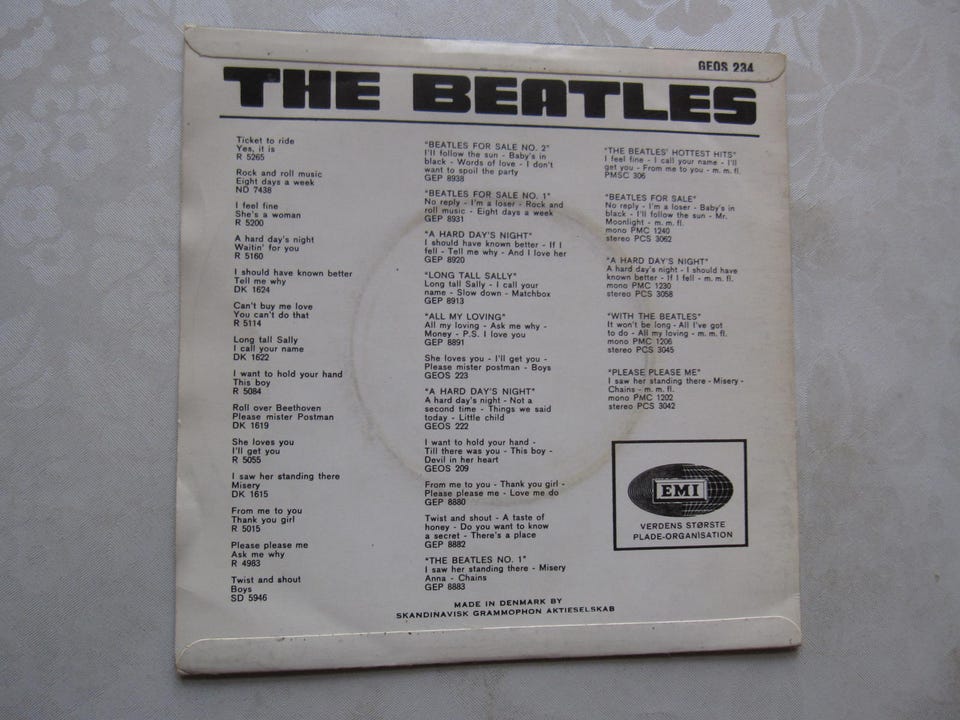 GEOS 234
THE BEATLES
Ticket to ride
Yes, it is
R 5265
Rock and roll music
Eight days a week
ND 7438
I feel fine
She's a woman
R 5200
A hard day's night
Waitin' for you
R 5160
I should have known better
Tell me why
DK 1624
Can't buy me love
You can't do that
R 5114
Long tall Sally
I call your name
DK 1622
I want to hold your hand
This boy
R 5084
Roll over Beethoven
Please mister Postman
DK 1619
She loves you
I'll get you
R 5055
I saw her standing there
Misery
DK 1615
From me to you
Thank you girl
R 5015
Please please me
Ask me why
R 4983
Twist and shout
Boys
SD 5946
"BEATLES FOR SALE NO. 2"
I'll follow the sun - Baby's in
black - Words of love - I don't
want to spoil the party
GEP 8938
"BEATLES FOR SALE NO. 1"
No reply - I'm a loser - Rock and
roll music - Eight days a week
GEP 8931
"A HARD DAY'S NIGHT"
I should have known better - If I
fell - Tell me why - And I love her
GEP 8920
"LONG TALL SALLY"
Long tall Sally - I call your
name - Slow down - Matchbox
GEP 8913
"ALL MY LOVING"
All my loving - Ask me why -
Money - P.S. I love you
GEP 8891
She loves you - I'll get you -
Please mister postman - Boys
GEOS 223
"A HARD DAY'S NIGHT"
A hard day's night - Not a
second time - Things we said
today - Little child
GEOS 222
I want to hold your hand -
Till there was you - This boy -
Devil in her heart
GEOS 209
From me to you - Thank you girl -
Please please me - Love me do
GEP 8880
Twist and shout - A taste of
honey - Do you want to know
a secret - There's a place
GEP 8882
"THE BEATLES NO. 1"
I saw her standing there - Misery
Anna - Chains
GEP 8883
"THE BEATLES' HOTTEST HITS"
I feel fine - I call your name - I'll
get you - From me to you - m. m. fl.
PMSC 306
"BEATLES FOR SALE"
No reply - I'm a loser - Baby's in
black - I'll follow the sun - Mr.
Moonlight - m. m. fl.
mono PMC 1240
stereo PCS 3062
"A HARD DAY'S NIGHT"
A hard day's night - I should have
known better - If I fell - m. m. fl.
mono PMC 1230
stereo PCS 3058
"WITH THE BEATLES"
It won't be long - All I've got
to do - All my loving - m. m. fl.
mono PMC 1206
stereo PCS 3045
"PLEASE PLEASE ME"
I saw her standing there - Misery -
Chains - m. m. fl.
mono PMC 1202
stereo PCS 3042
EMI
VERDENS STØRSTE
PLADE-ORGANISATION
MADE IN DENMARK BY
SKANDINAVISK GRAMMOPHON AKTIESELSKAB